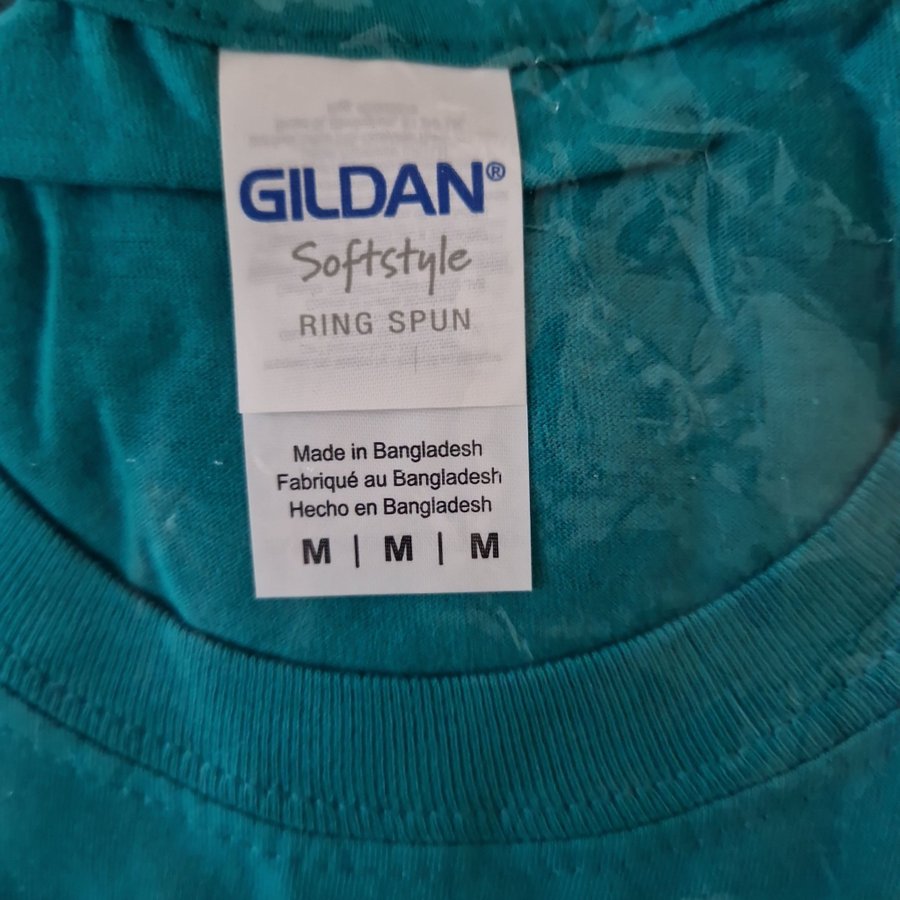 GILDAN®
Softstyle
RING SPUN
Made in Bangladesh
Fabriqué au Bangladesh
Hecho en Bangladesh
M | M | M